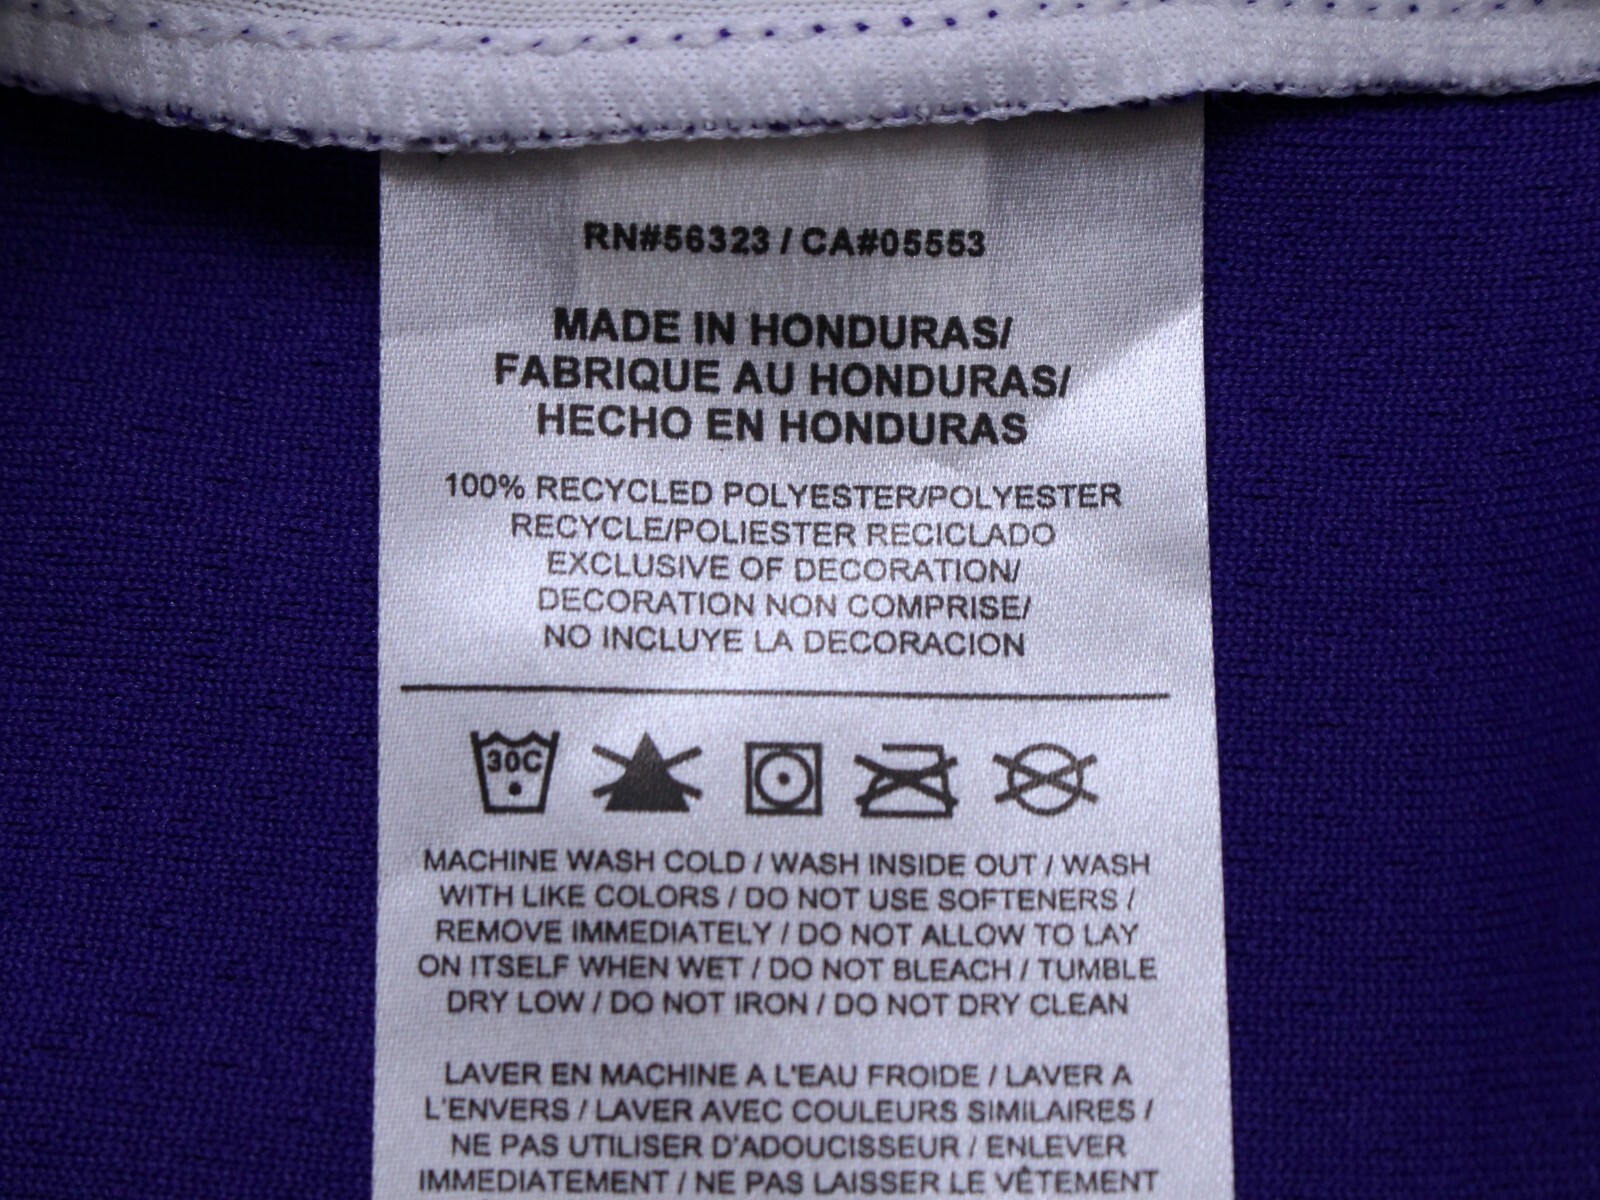 RN#56323 / CA#05553
MADE IN HONDURAS/
FABRIQUE AU HONDURAS/
HECHO EN HONDURAS
100% RECYCLED POLYESTER/POLYESTER
RECYCLE/POLIESTER RECICLADO
EXCLUSIVE OF DECORATION/
DECORATION NON COMPRISE/
NO INCLUYE LA DECORACION
30C
MACHINE WASH COLD / WASH INSIDE OUT / WASH
WITH LIKE COLORS / DO NOT USE SOFTENERS /
REMOVE IMMEDIATELY / DO NOT ALLOW TO LAY
ON ITSELF WHEN WET / DO NOT BLEACH / TUMBLE
DRY LOW / DO NOT IRON / DO NOT DRY CLEAN
LAVER EN MACHINE A L'EAU FROIDE / LAVER A
L'ENVERS / LAVER AVEC COULEURS SIMILAIRES /
NE PAS UTILISER D'ADOUCISSEUR / ENLEVER
IMMEDIATEMENT / NE PAS LAISSER LE VÊTEMENT